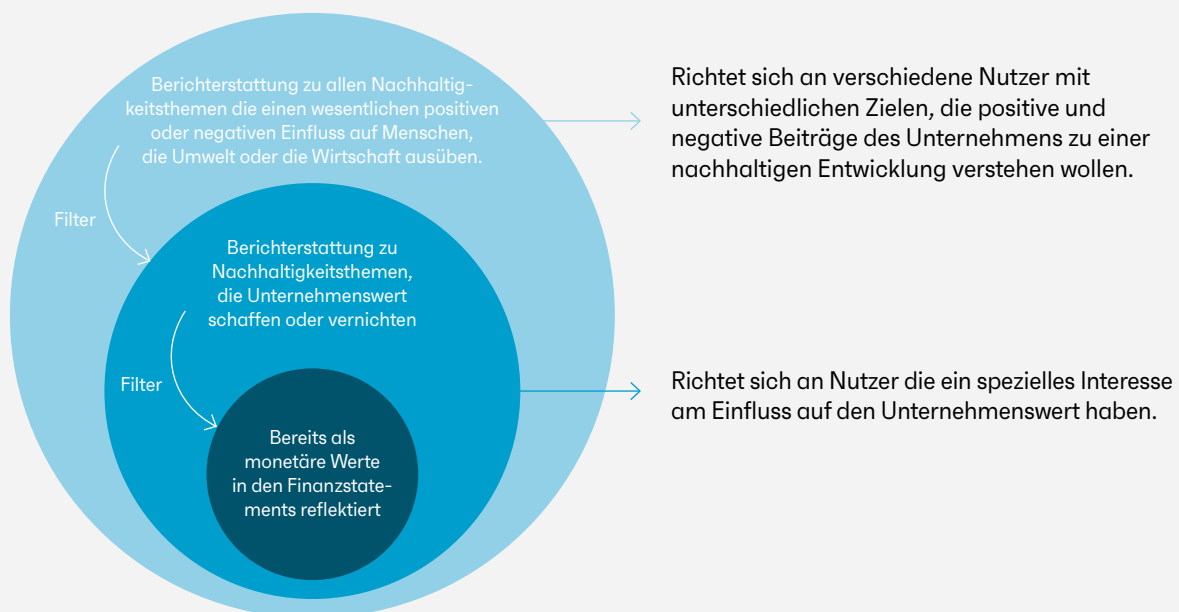 Berichterstattung zu allen Nachhaltig-
keitsthemen die einen wesentlichen positiven
oder negativen Einfluss auf Menschen,
die Umwelt oder die Wirtschaft ausüben.
Richtet sich an verschiedene Nutzer mit
unterschiedlichen Zielen, die positive und
negative Beiträge des Unternehmens zu einer
nachhaltigen Entwicklung verstehen wollen.
Filter
Berichterstattung zu
Nachhaltigkeitsthemen,
die Unternehmenswert
schaffen oder vernichten
Filter
Richtet sich an Nutzer die ein spezielles Interesse
am Einfluss auf den Unternehmenswert haben.
Bereits als
monetäre Werte
in den Finanzstate-
ments reflektiert